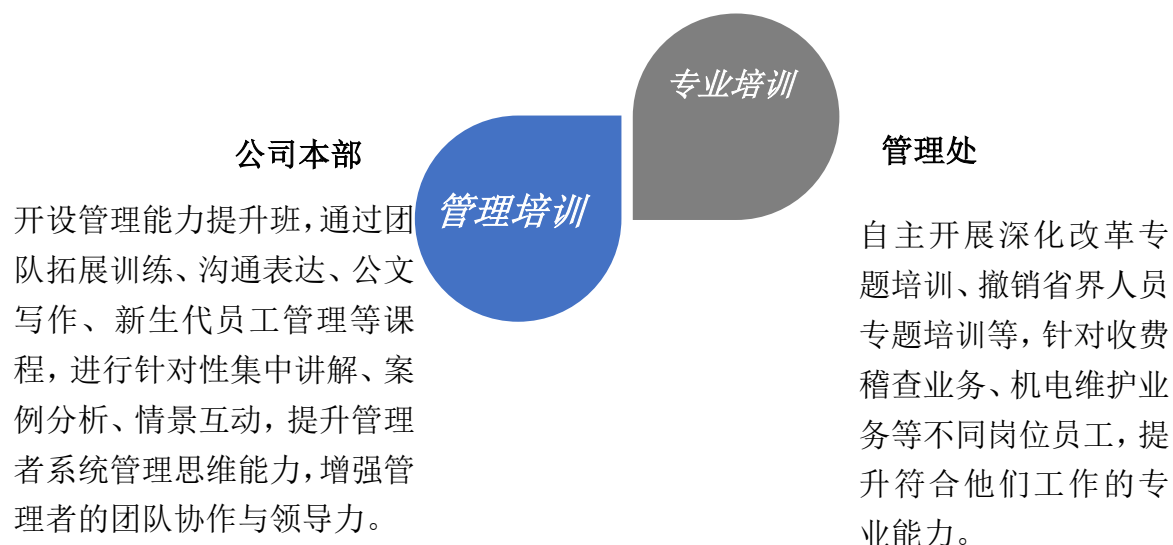 专业培训
管理培训
公司本部
开设管理能力提升班，通过团
队拓展训练、沟通表达、公文
写作、新生代员工管理等课
程，进行针对性集中讲解、案
例分析、情景互动，提升管理
者系统管理思维能力，增强管
理者的团队协作与领导力。
管理处
自主开展深化改革专
题培训、撤销省界人员
专题培训等，针对收费
稽查业务、机电维护业
务等不同岗位员工，提
升符合他们工作的专
业能力。